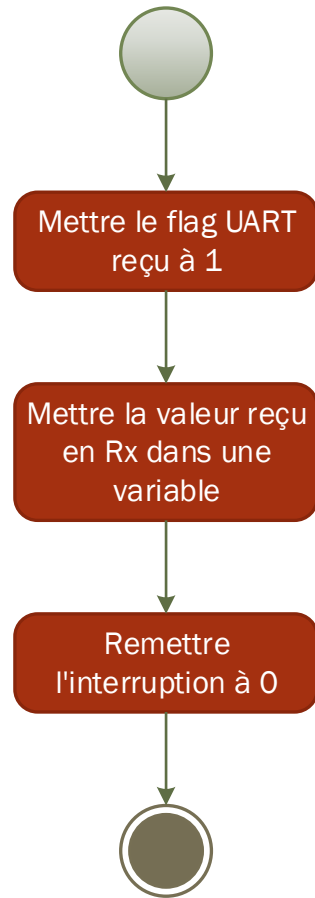 Mettre le flag UART
reçu à 1
Mettre la valeur reçu
en Rx dans une
variable
Remettre
l'interruption à 0